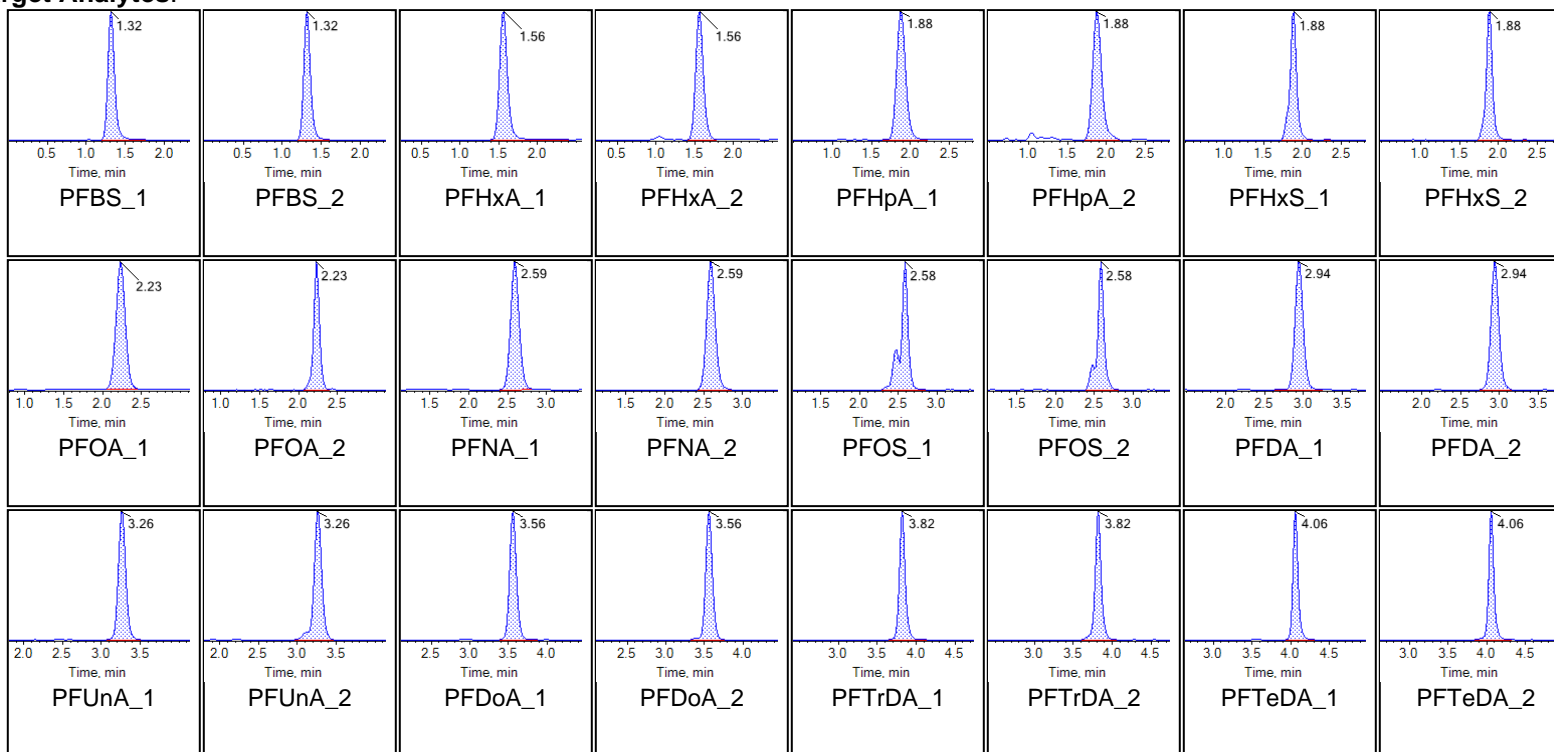 rget Analytes:
1.32 1.32 1.56 1.56 1.88 1.88 1.88 1.88
0.5 1.0 1.5 2.0 0.5 1.0 1.5 2.0 0.5 1.0 1.5 2.0 0.5 1.0 1.5 2.0 1.0 1.5 2.0 2.5 1.0 1.5 2.0 2.5 1.0 1.5 2.0 2.5 1.0 1.5 2.0 2.5
Time, min Time, min Time, min Time, min Time, min Time, min Time, min Time, min
PFBS_1 PFBS_2 PFHxA_1 PFHxA_2 PFHpA_1 PFHpA_2 PFHxS_1 PFHxS_2
2.23 2.23 2.59 2.59 2.58 2.58 2.94 2.94
1.0 1.5 2.0 2.5 1.0 1.5 2.0 2.5 1.5 2.0 2.5 3.0 1.5 2.0 2.5 3.0 1.5 2.0 2.5 3.0 1.5 2.0 2.5 3.0 2.0 2.5 3.0 3.5 2.0 2.5 3.0 3.5
Time, min Time, min Time, min Time, min Time, min Time, min Time, min Time, min
PFOA_1 PFOA_2 PFNA_1 PFNA_2 PFOS_1 PFOS_2 PFDA_1 PFDA_2
3.26 3.26 3.56 3.56 3.82 3.82 4.06 4.06
2.0 2.5 3.0 3.5 2.0 2.5 3.0 3.5 2.5 3.0 3.5 4.0 2.5 3.0 3.5 4.0 3.0 3.5 4.0 4.5 3.0 3.5 4.0 4.5 3.0 3.5 4.0 4.5 3.0 3.5 4.0 4.5
Time, min Time, min Time, min Time, min Time, min Time, min Time, min Time, min
PFUnA_1 PFUnA_2 PFDoA_1 PFDoA_2 PFTrDA_1 PFTrDA_2 PFTeDA_1 PFTeDA_2